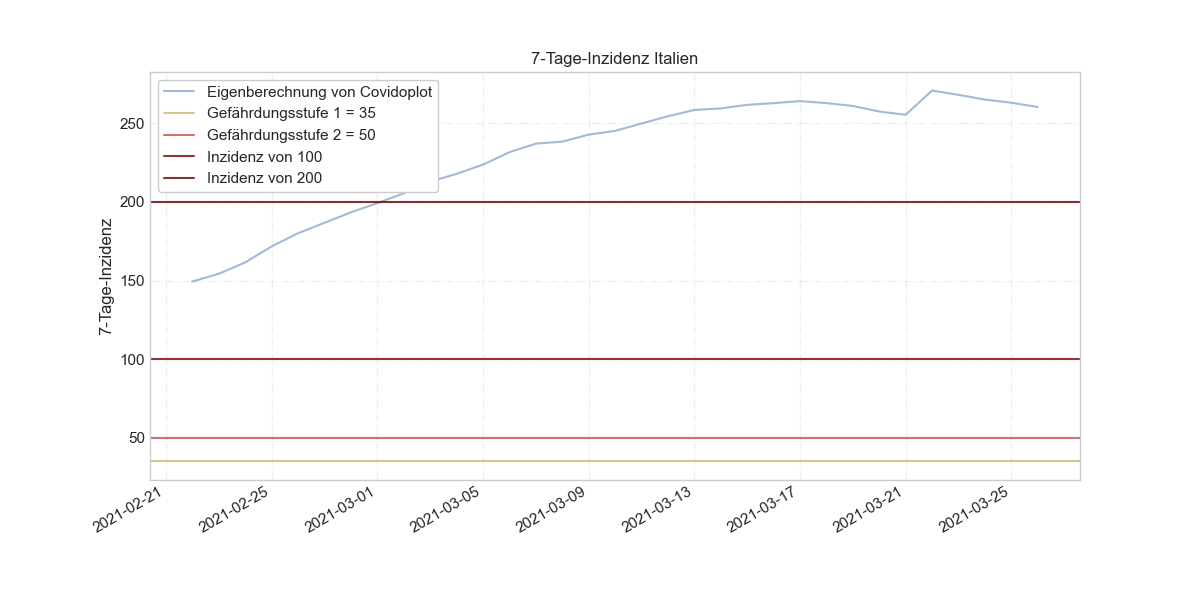 7-Tage-Inzidenz Italien
Eigenberechnung von Covidoplot
Gefährdungsstufe 1 = 35
Gefährdungsstufe 2 = 50
Inzidenz von 100
Inzidenz von 200
7-Tage-Inzidenz
250
200
150
100
50
2021-02-21
2021-02-25
2021-03-01
2021-03-05
2021-03-09
2021-03-13
2021-03-17
2021-03-21
2021-03-25